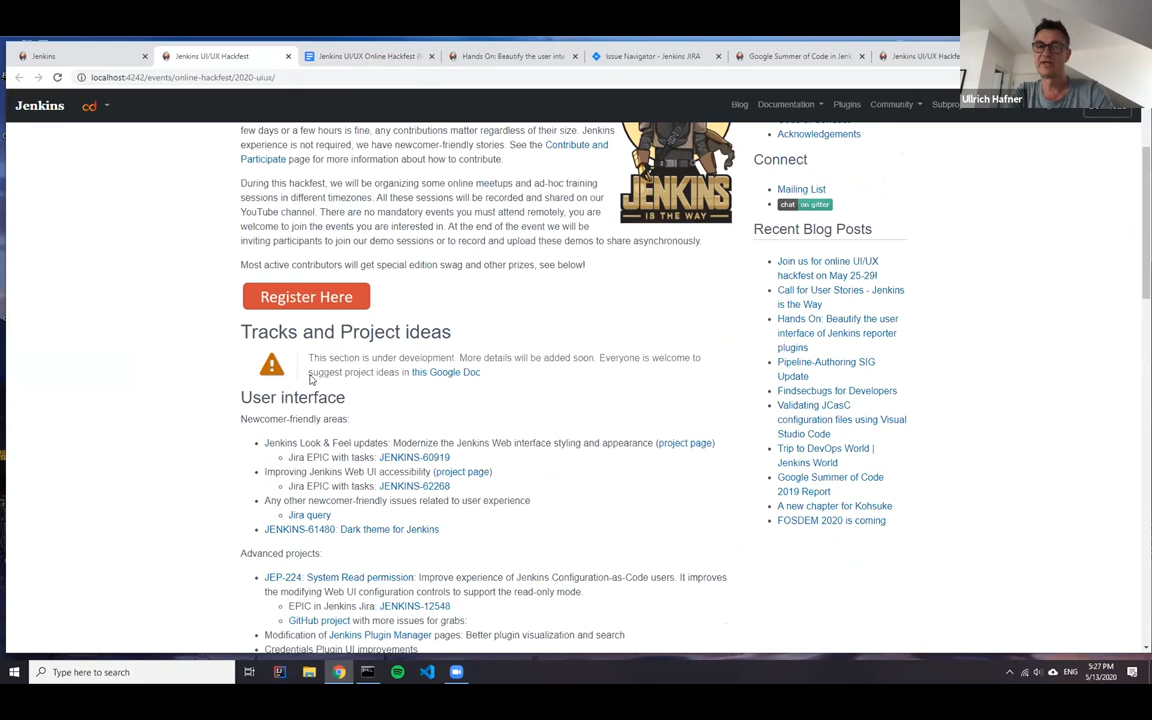 Jenkins
Jenkins UI/UX Hackfest
Jenkins UI/UX Online Hackfest (
Hands On: Beautify the user inte
Issue Navigator - Jenkins JIRA
Google Summer of Code in Jenki
Jenkins UI/UX Hackfe
localhost:4242/events/online-hackfest/2020-uiux/
Ullrich Hafner
Jenkins
cd
Blog
Documentation
Plugins
Community
Subproj
few days or a few hours is fine, any contributions matter regardless of their size. Jenkins
experience is not required, we have newcomer-friendly stories. See the Contribute and
Participate page for more information about how to contribute.
During this hackfest, we will be organizing some online meetups and ad-hoc training
sessions in different timezones. All these sessions will be recorded and shared on our
YouTube channel. There are no mandatory events you must attend remotely, you are
welcome to join the events you are interested in. At the end of the event we will be
inviting participants to join our demo sessions or to record and upload these demos to share asynchronously.
Most active contributors will get special edition swag and other prizes, see below!
JENKINS
IS THE WAY
Register Here
Tracks and Project ideas
This section is under development. More details will be added soon. Everyone is welcome to
suggest project ideas in this Google Doc
User interface
Newcomer-friendly areas:
Jenkins Look & Feel updates: Modernize the Jenkins Web interface styling and appearance (project page)
Jira EPIC with tasks: JENKINS-60919
Improving Jenkins Web UI accessibility (project page)
Jira EPIC with tasks: JENKINS-62268
Any other newcomer-friendly issues related to user experience
Jira query
JENKINS-61480: Dark theme for Jenkins
Advanced projects:
JEP-224: System Read permission: Improve experience of Jenkins Configuration-as-Code users. It improves
the modifying Web UI configuration controls to support the read-only mode.
EPIC in Jenkins Jira: JENKINS-12548
GitHub project with more issues for grabs:
Modification of Jenkins Plugin Manager pages: Better plugin visualization and search
Credentials Plugin UI improvements
Acknowledgements
Connect
Mailing List
chat on gitter
Recent Blog Posts
Join us for online UI/UX
hackfest on May 25-29!
Call for User Stories - Jenkins
is the Way
Hands On: Beautify the user
interface of Jenkins reporter
plugins
Pipeline-Authoring SIG
Update
Findsecbugs for Developers
Validating JCasC
configuration files using Visual
Studio Code
Trip to DevOps World |
Jenkins World
Google Summer of Code
2019 Report
A new chapter for Kohsuke
FOSDEM 2020 is coming
Type here to search
ENG
5:27 PM
5/13/2020